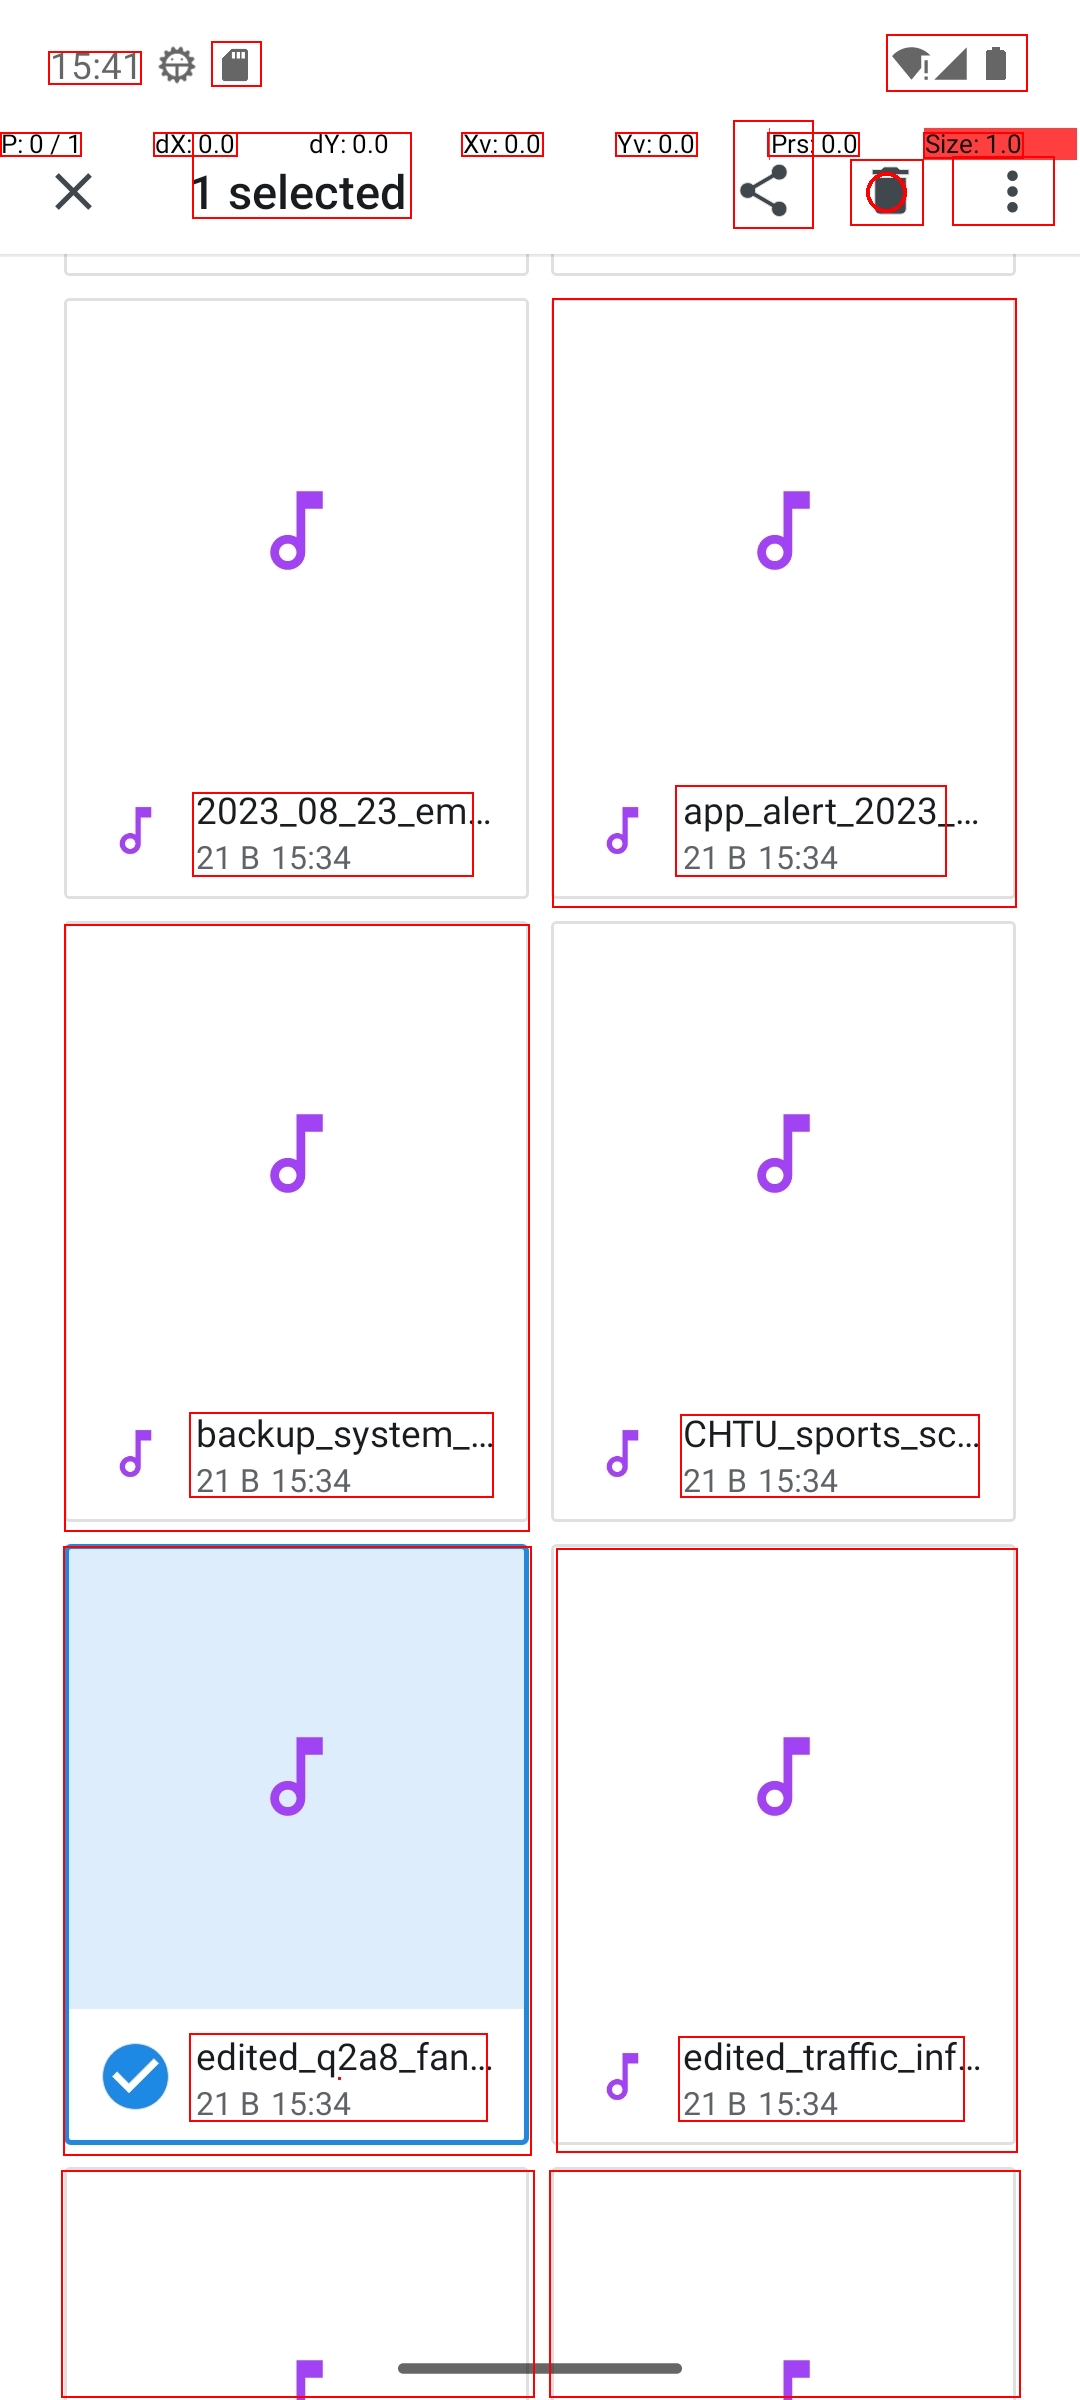 15:41
P: 0 / 1 dX: 0.0 dY: 0.0 Xv: 0.0 Yv: 0.0 Prs: 0.0 Size: 1.0
1 selected
2023_08_23_em...
21 B 15:34
app_alert_2023_...
21 B 15:34
backup_system_...
21 B 15:34
CHTU_sports_sc...
21 B 15:34
edited_q2a8_fan...
21 B 15:34
edited_traffic_inf...
21 B 15:34